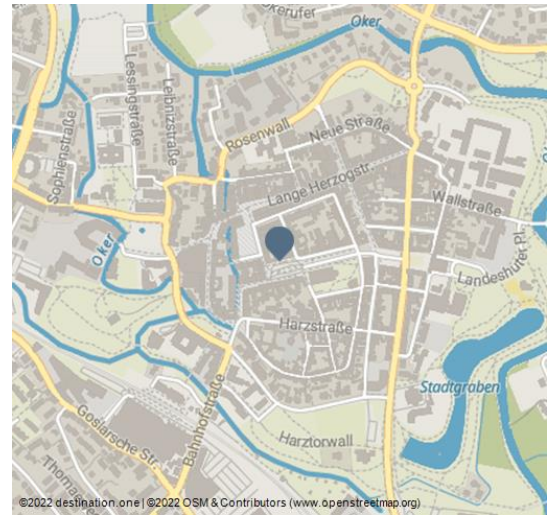 Okerufer
Oker
Lessingstraße
Leibnizstraße
Sophienstraße
Rosenwall
Neue Straße
Lange Herzogstr.
Wallstraße
Oker
Landeshuter Pl.
Harzstraße
Stadtgraben
Bahnhofstraße
Goslarsche Str.
Harztorwall
©2022 destination.one | ©2022 OSM & Contributors (www.openstreetmap.org)